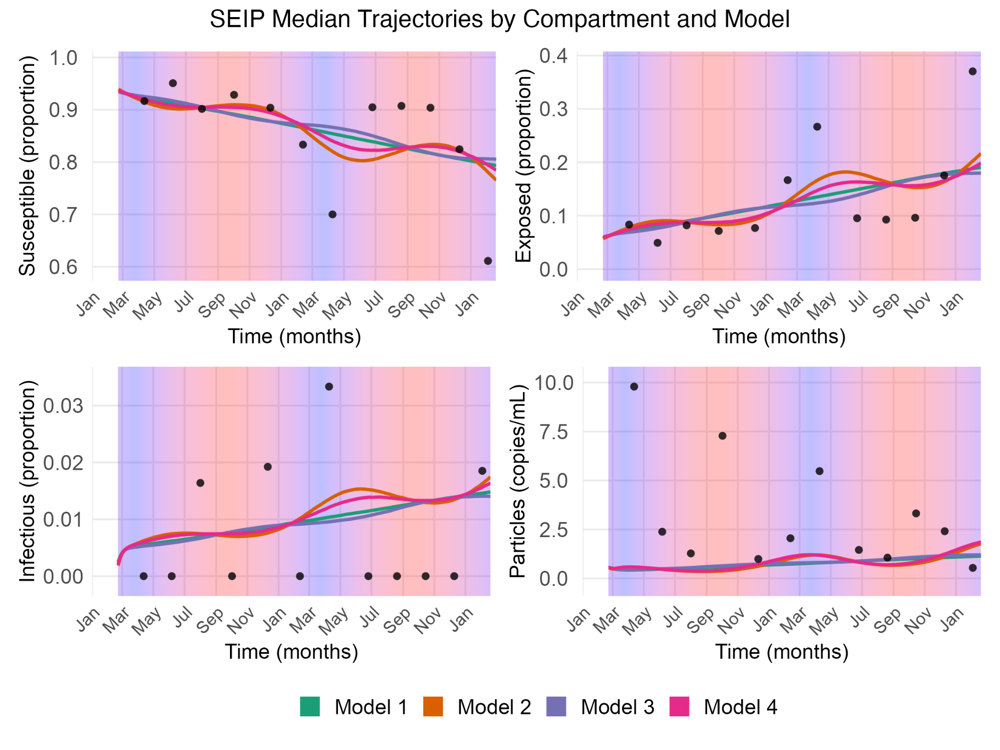 SEIP Median Trajectories by Compartment and Model
Susceptible (proportion)
1.0
0.9
0.8
0.7
0.6
Jan Mar May Jul Sep Nov Jan Mar May Jul Sep Nov Jan
Time (months)
Exposed (proportion)
0.4
0.3
0.2
0.1
0.0
Jan Mar May Jul Sep Nov Jan Mar May Jul Sep Nov Jan
Time (months)
Infectious (proportion)
0.03
0.02
0.01
0.00
Jan Mar May Jul Sep Nov Jan Mar May Jul Sep Nov Jan
Time (months)
Particles (copies/mL)
10.0
7.5
5.0
2.5
0.0
Jan Mar May Jul Sep Nov Jan Mar May Jul Sep Nov Jan
Time (months)
Model 1 Model 2 Model 3 Model 4